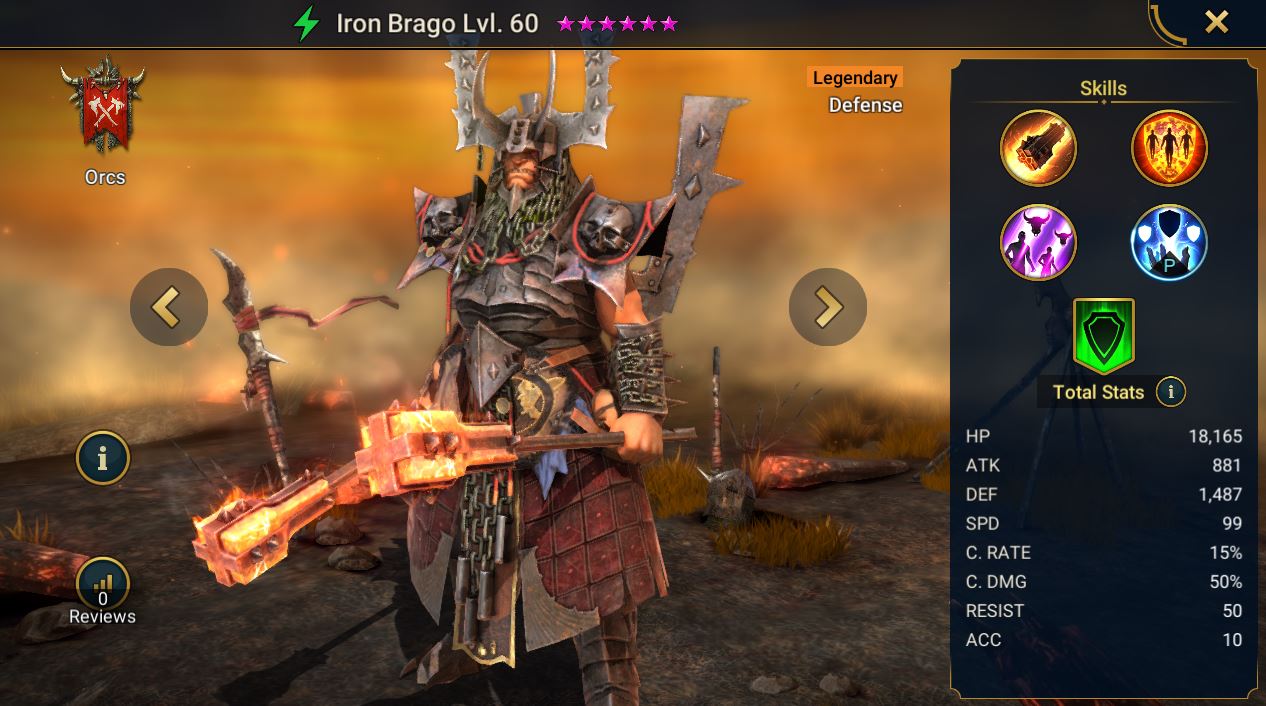 Iron Brago Lvl. 60
Orcs
Legendary
Defense
Skills
P
Total Stats i
HP 18,165
ATK 881
DEF 1,487
SPD 99
C. RATE 15%
C. DMG 50%
RESIST 50
ACC 10
i
0
Reviews